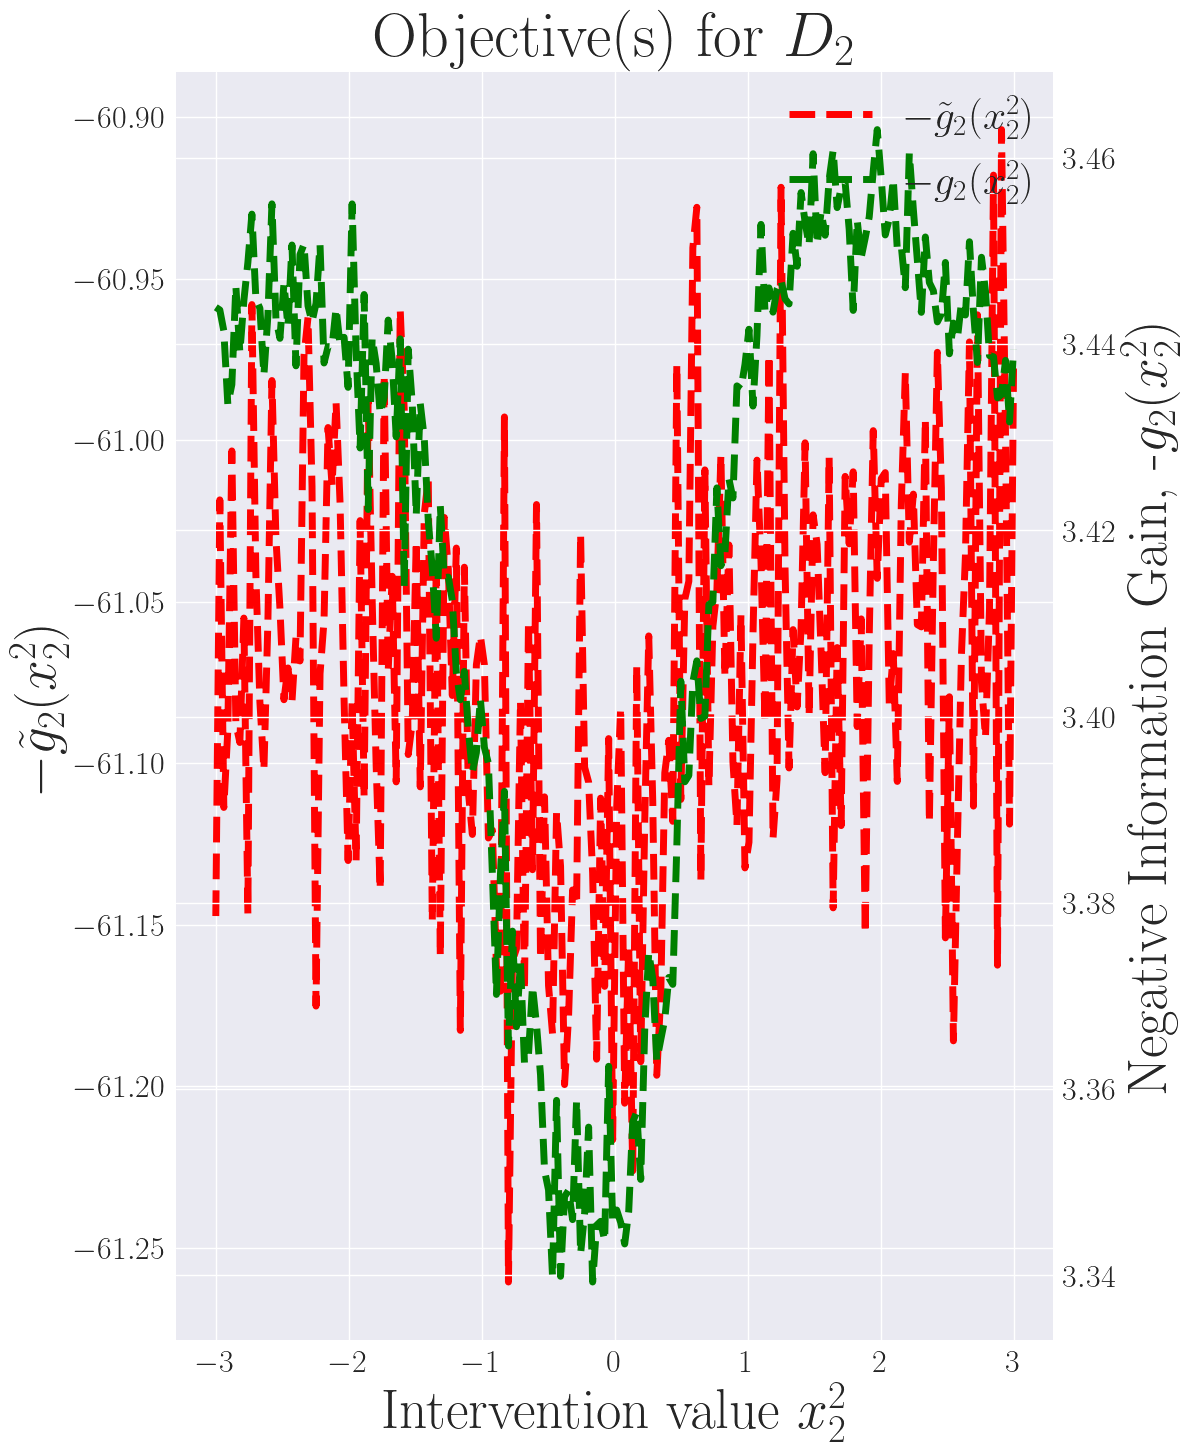 Objective(s) for $D_2$
$-\tilde{g}_2(x_2^2)$
$-g_2(x_2^2)$
−60.90
−60.95
−61.00
−61.05
−61.10
−61.15
−61.20
−61.25
$-\tilde{g}_2(x_2^2)$
3.46
3.44
3.42
3.40
3.38
3.36
3.34
Negative Information Gain, -$g_2(x_2^2)$
−3 −2 −1 0 1 2 3
Intervention value $x_2^2$